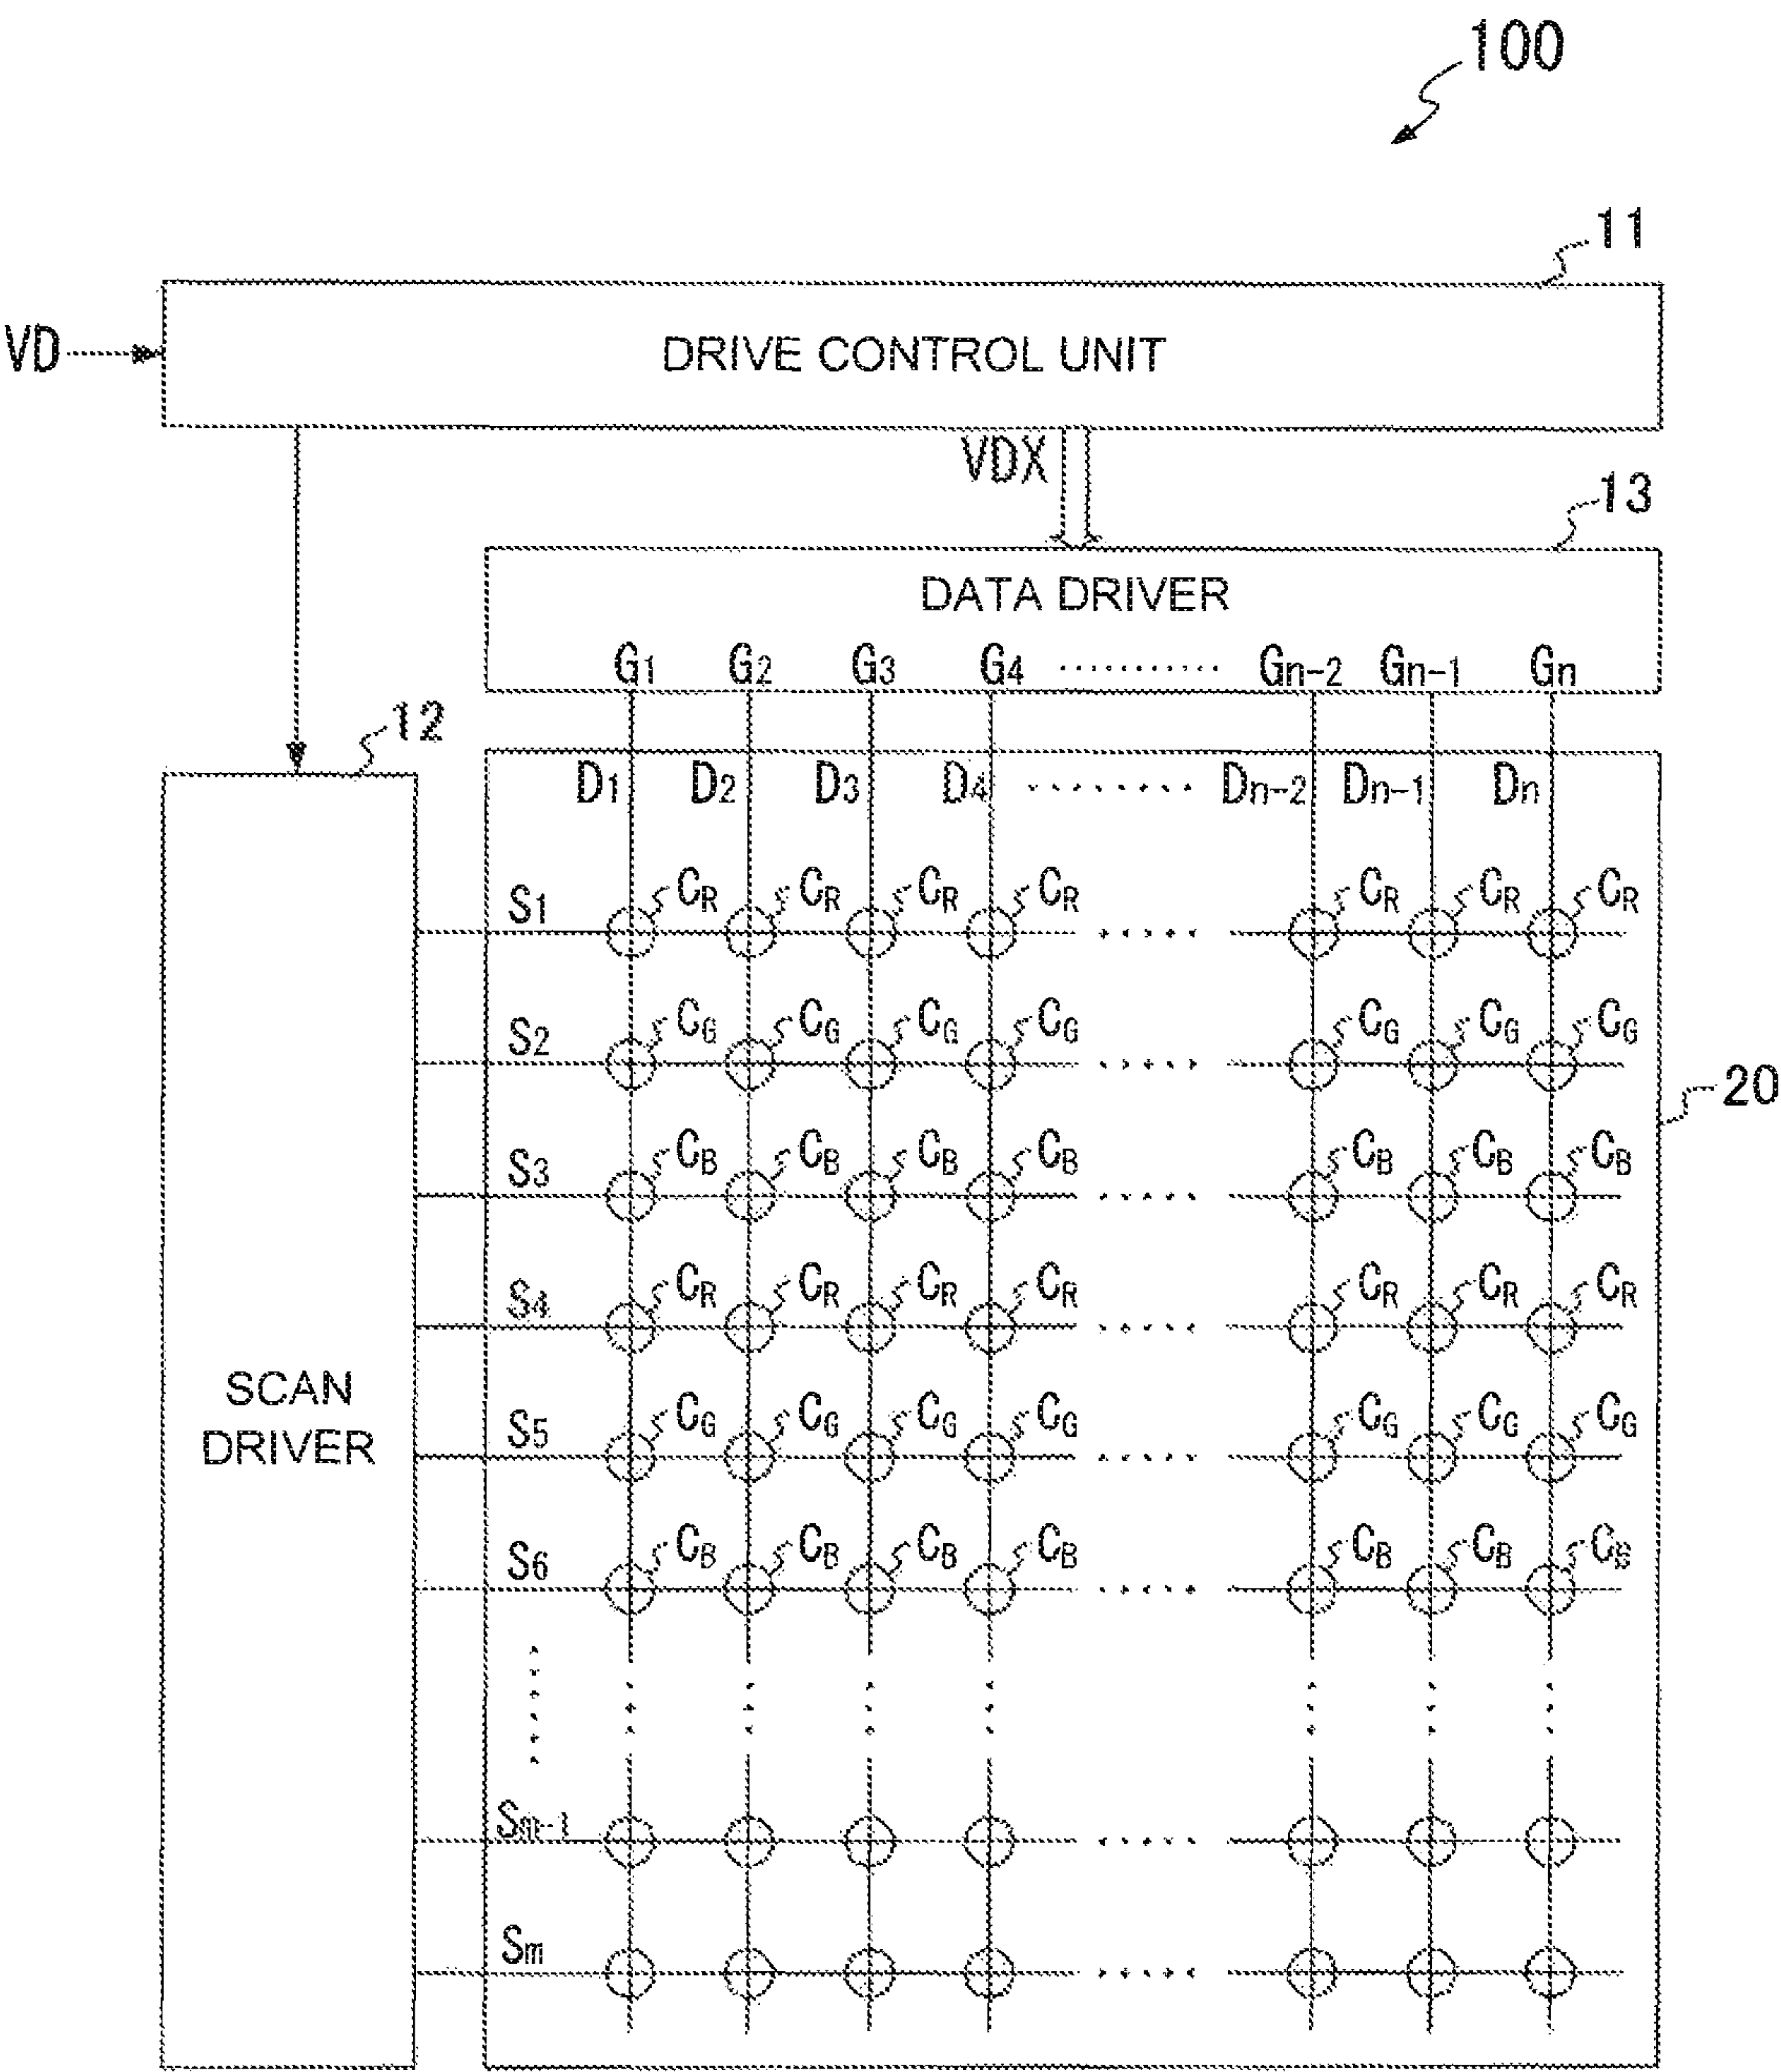 100
11
VD
DRIVE CONTROL UNIT
VDX
13
DATA DRIVER
G1 G2 G3 G4 ·········· Gn-2 Gn-1 Gn
12
D1 D2 D3 D4 ········ Dn-2 Dn-1 Dn
S1 CR CR CR CR ····· CR CR CR
S2 CG CG CG CG ····· CG CG CG
20
S3 CB CB CB CB ····· CB CB CB
S4 CR CR CR CR ····· CR CR CR
SCAN
DRIVER
S5 CG CG CG CG ····· CG CG CG
S6 CB CB CB CB ····· CB CB CB
Sm-1
Sm